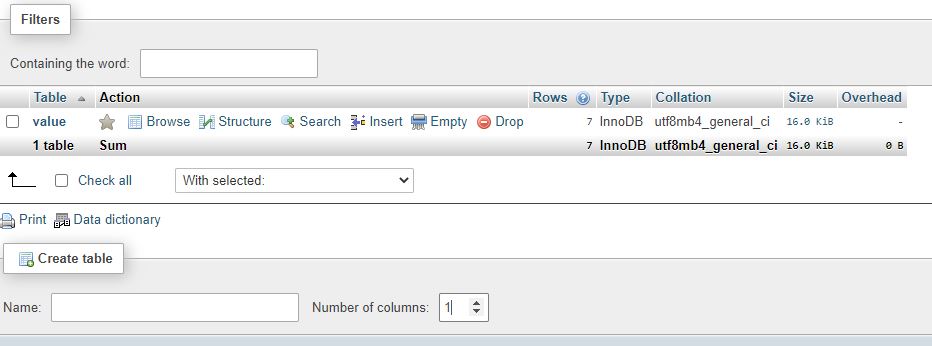 Filters
Containing the word:
Table Action Rows Type Collation Size Overhead
value Browse Structure Search Insert Empty Drop 7 InnoDB utf8mb4_general_ci 16.0 KiB -
1 table Sum 7 InnoDB utf8mb4_general_ci 16.0 KiB 0 B
Check all With selected:
Print Data dictionary
Create table
Name: Number of columns: 1